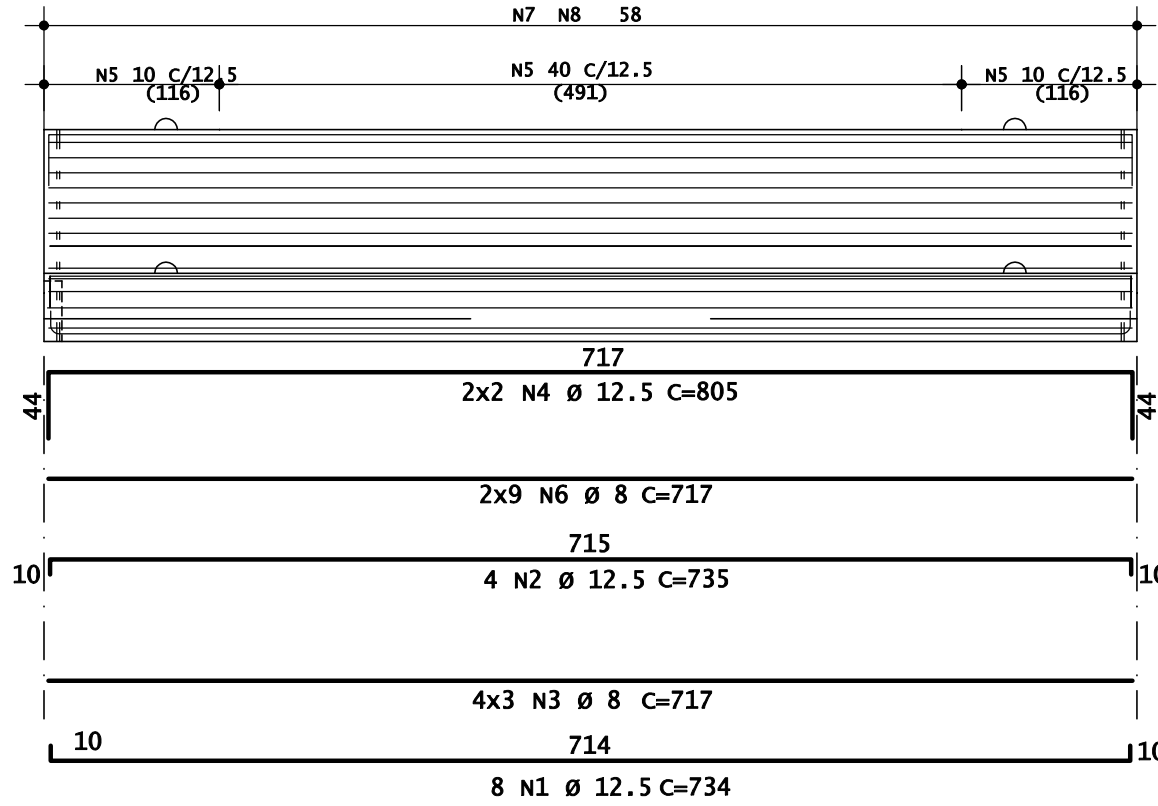 N7 N8 58
N5 10 C/12.5
(116)
N5 40 C/12.5
(491)
N5 10 C/12.5
(116)
717
44
2x2 N4 Ø 12.5 C=805
44
2x9 N6 Ø 8 C=717
715
10
4 N2 Ø 12.5 C=735
10
4x3 N3 Ø 8 C=717
10
714
10
8 N1 Ø 12.5 C=734